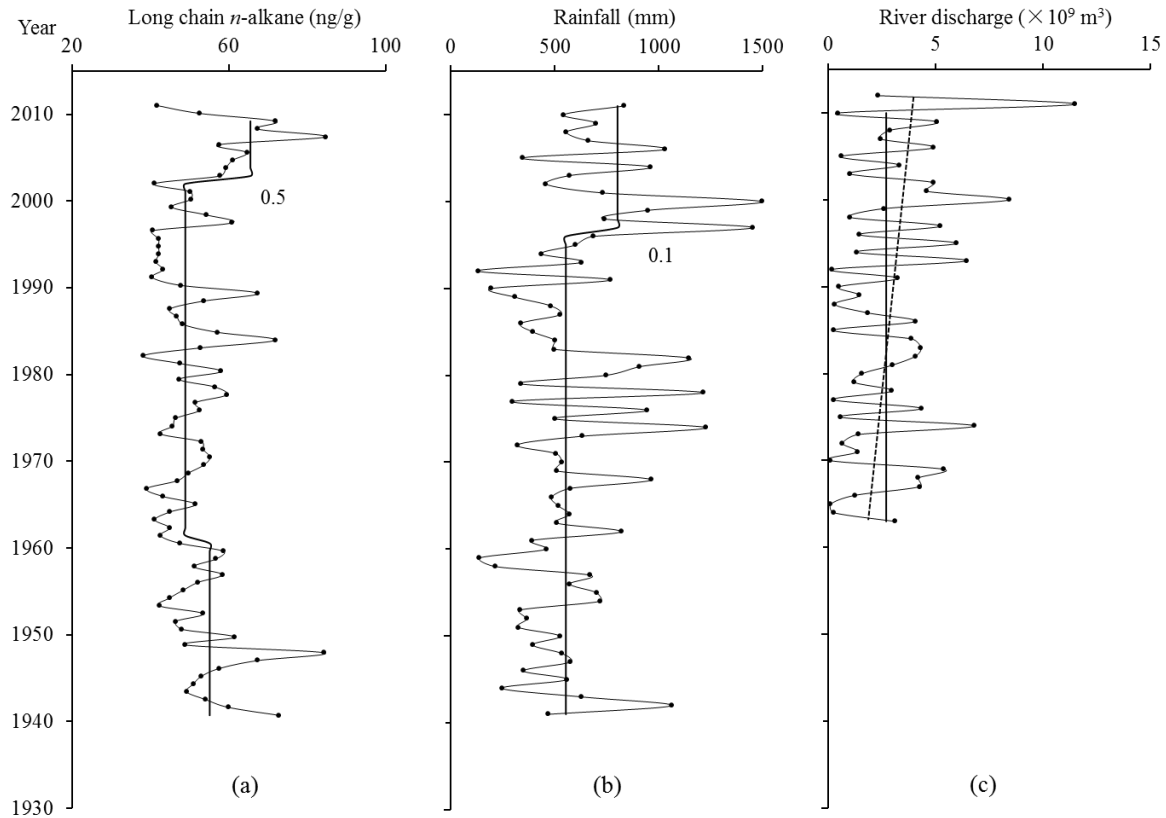 Year
Long chain n-alkane (ng/g)
20 60 100
Rainfall (mm)
0 500 1000 1500
River discharge (×10⁹ m³)
0 5 10 15
2010
2000
1990
1980
1970
1960
1950
1940
1930
0.5
0.1
(a)
(b)
(c)